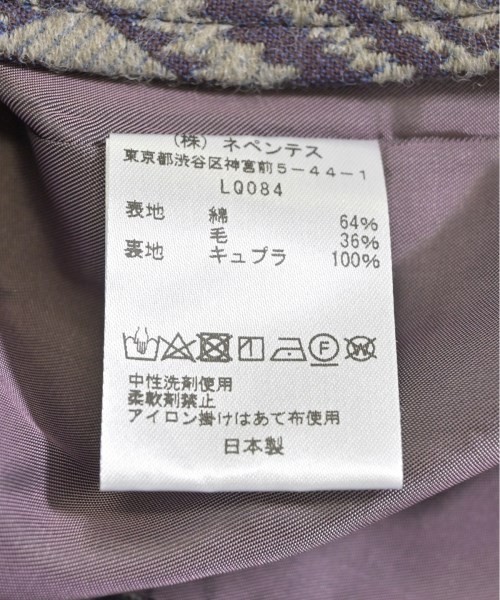 (株) ネペンテス
東京都渋谷区神宮前5-44-1
LQ084
表地 綿 64%
毛 36%
裏地 キュプラ 100%
F W
中性洗剤使用
柔軟剤禁止
アイロン掛けはあて布使用
日本製